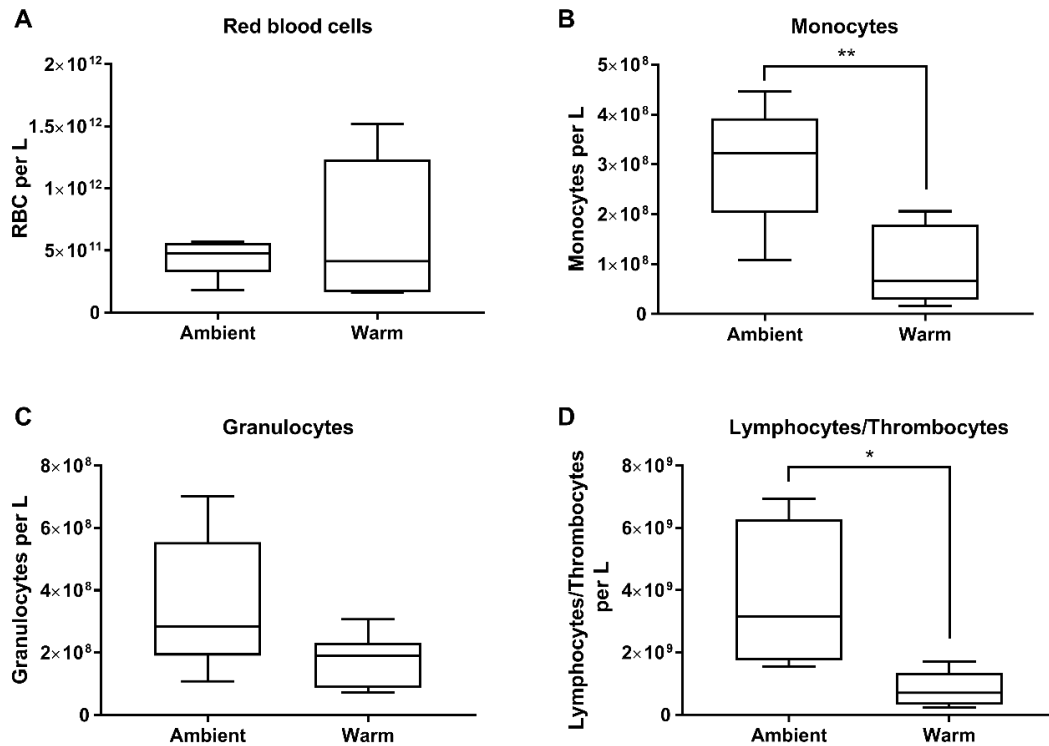 A
Red blood cells
RBC per L
2×10¹²
1.5×10¹²
1×10¹²
5×10¹¹
0
Ambient
Warm
B
Monocytes
**
Monocytes per L
5×10⁸
4×10⁸
3×10⁸
2×10⁸
1×10⁸
0
Ambient
Warm
C
Granulocytes
Granulocytes per L
8×10⁸
6×10⁸
4×10⁸
2×10⁸
0
Ambient
Warm
D
Lymphocytes/Thrombocytes
*
Lymphocytes/Thrombocytes
per L
8×10⁹
6×10⁹
4×10⁹
2×10⁹
0
Ambient
Warm